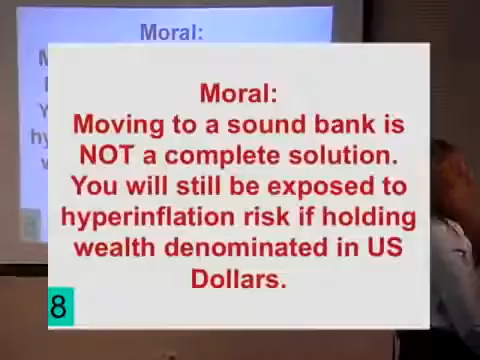 Moral:
Moral:
Moving to a sound bank is
NOT a complete solution.
You will still be exposed to
hyperinflation risk if holding
wealth denominated in US
Dollars.
8